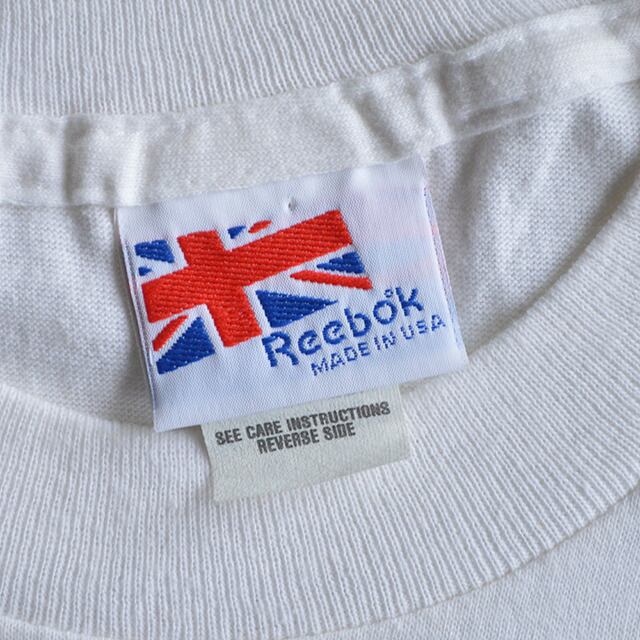 Reebok
MADE IN USA
SEE CARE INSTRUCTIONS
REVERSE SIDE